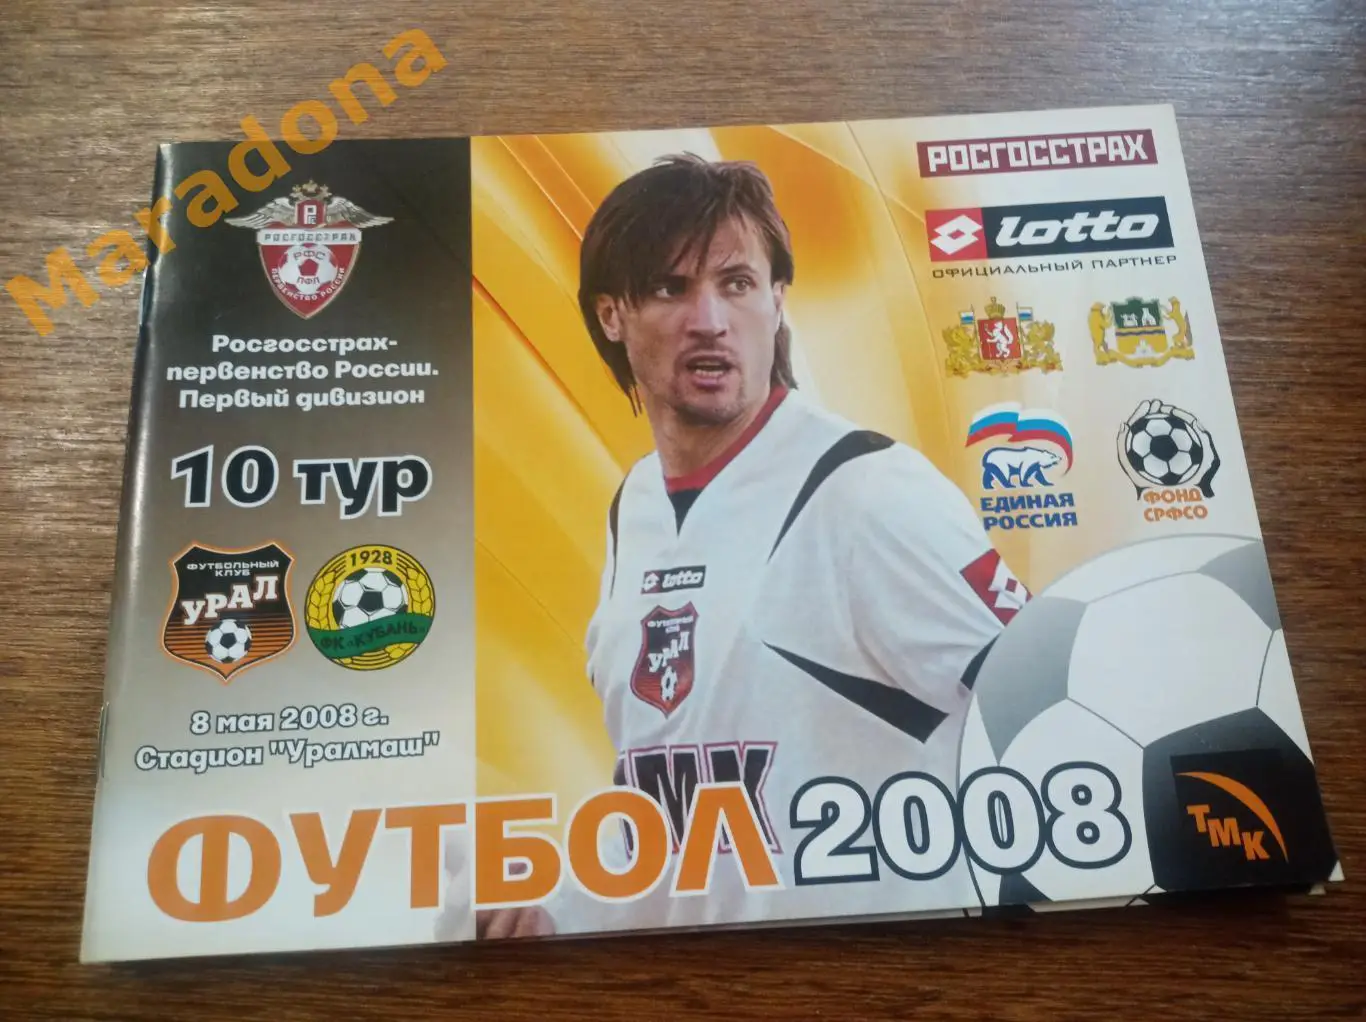 Maradona
РОСГОССТРАХ
РФС
ПФЛ
ПЕРВЕНСТВО РОССИИ
Росгосстрах-
первенство России.
Первый дивизион
10 тур
ФУТБОЛЬНЫЙ
КЛУБ
УРАЛ
1928
ФК «КУБАНЬ»
8 мая 2008 г.
Стадион "Уралмаш"
РОСГОССТРАХ
lotto
ОФИЦИАЛЬНЫЙ ПАРТНЕР
ЕДИНАЯ
РОССИЯ
ФОНД
СРФСО
lotto
ФУТБОЛЬНЫЙ
КЛУБ
УРАЛ
ТМК
ФУТБОЛ 2008
ТМК